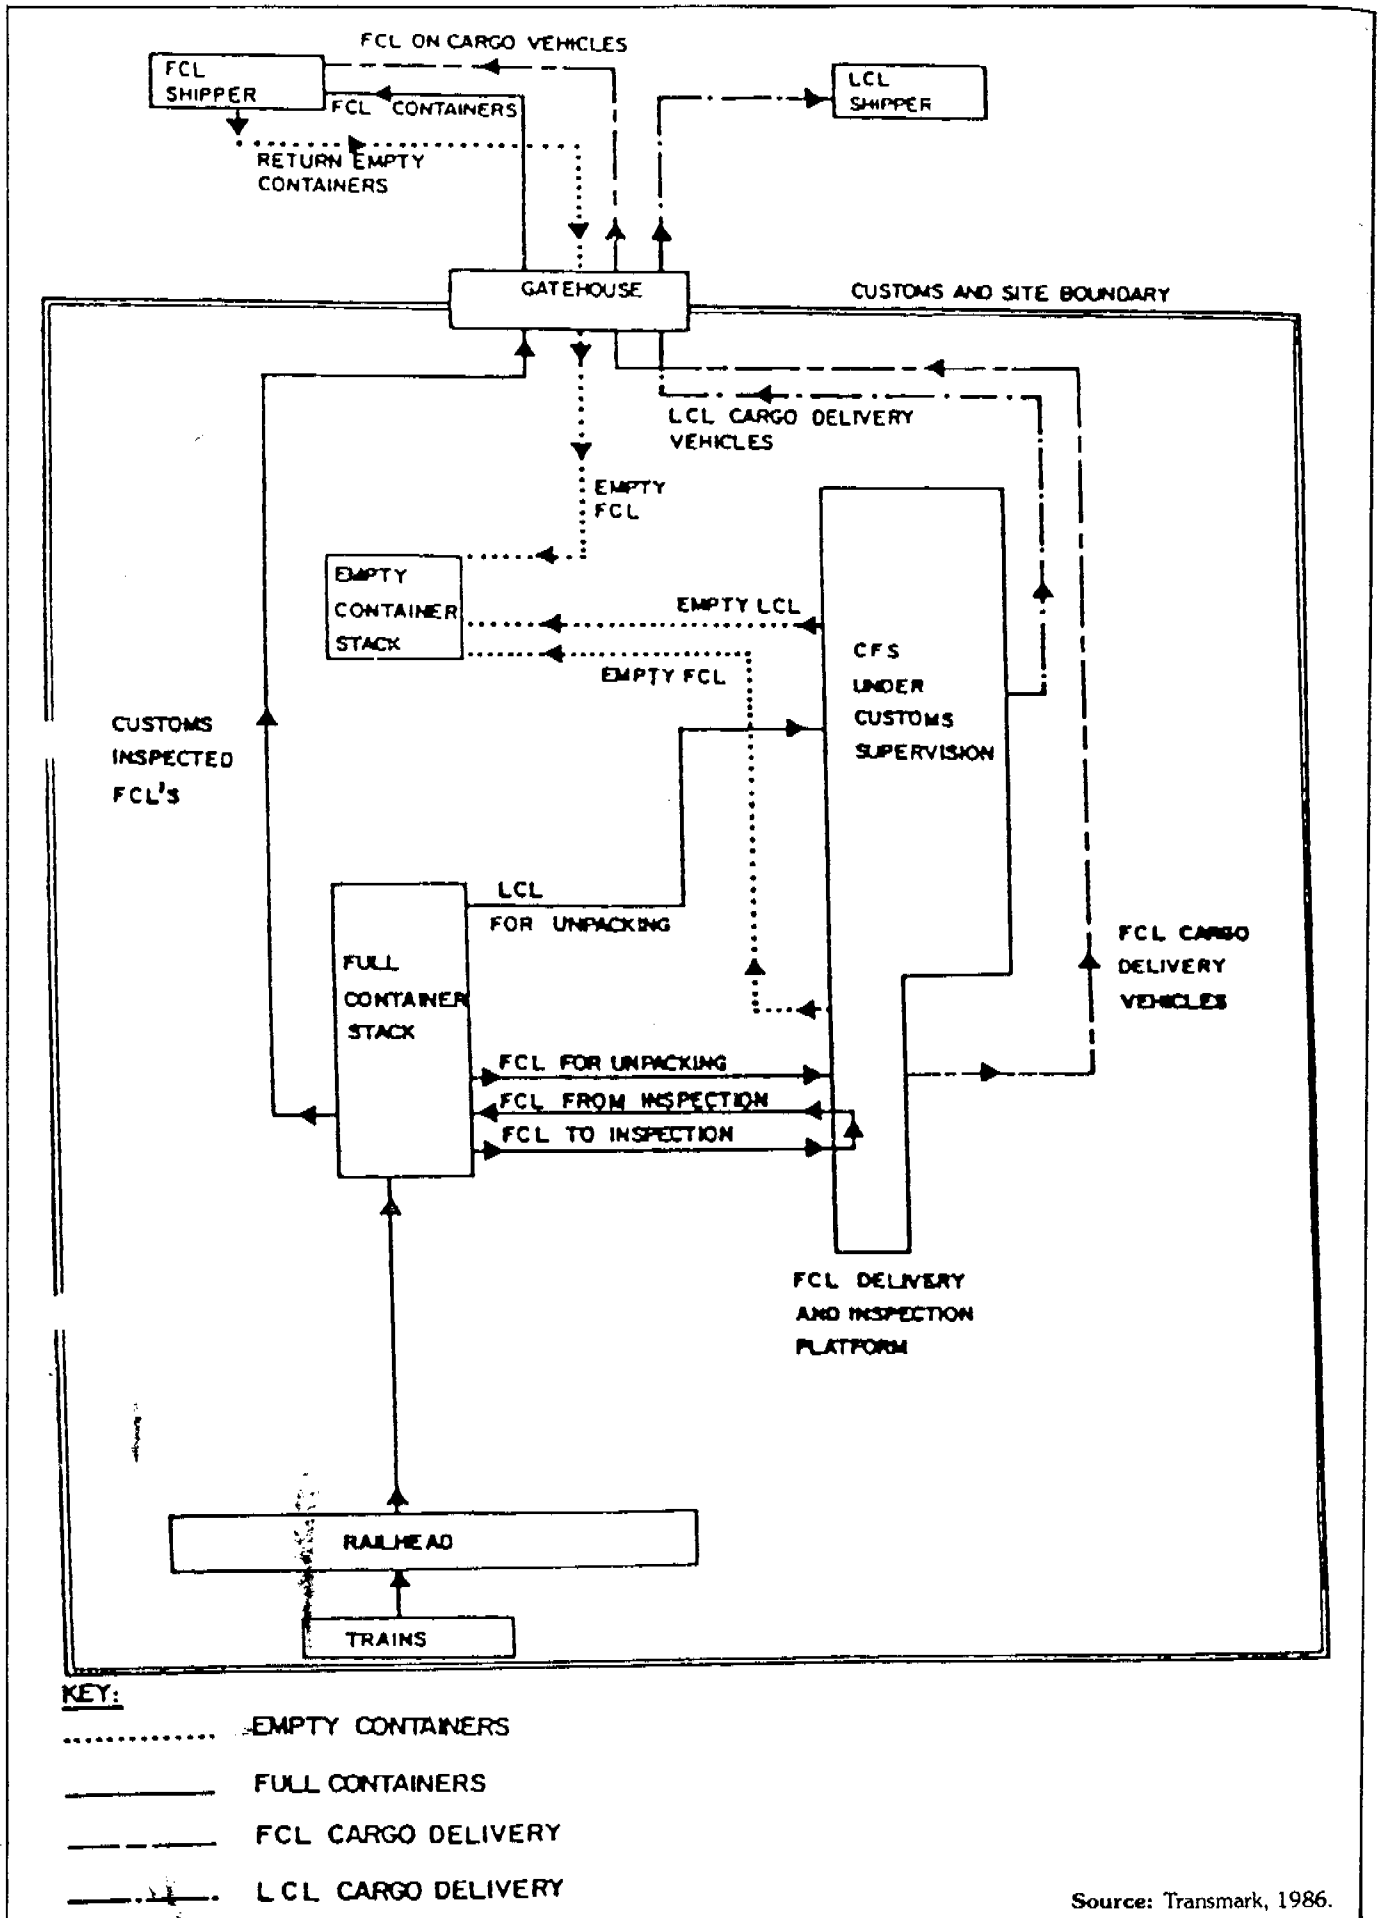 FCL ON CARGO VEHICLES
FCL
SHIPPER
LCL
SHIPPER
FCL CONTAINERS
RETURN EMPTY
CONTAINERS
GATEHOUSE
CUSTOMS AND SITE BOUNDARY
LCL CARGO DELIVERY
VEHICLES
EMPTY
FCL
EMPTY
CONTAINER
STACK
EMPTY LCL
EMPTY FCL
CFS
UNDER
CUSTOMS
SUPERVISION
CUSTOMS
INSPECTED
FCL'S
LCL
FOR UNPACKING
FULL
CONTAINER
STACK
FCL CARGO
DELIVERY
VEHICLES
FCL FOR UNPACKING
FCL FROM INSPECTION
FCL TO INSPECTION
FCL DELIVERY
AND INSPECTION
PLATFORM
RAILHEAD
TRAINS
KEY:
EMPTY CONTAINERS
FULL CONTAINERS
FCL CARGO DELIVERY
LCL CARGO DELIVERY
Source: Transmark, 1986.